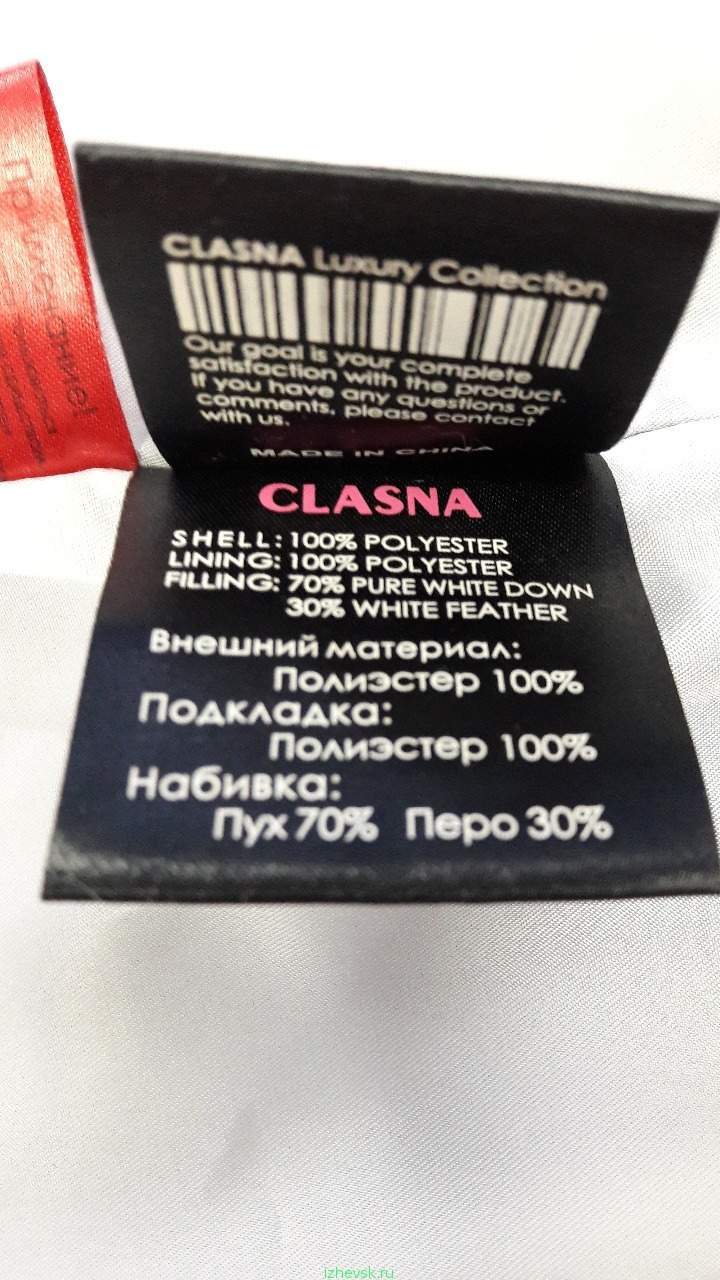 CLASNA Luxury Collection
Our goal is your complete
satisfaction with the product.
If you have any questions or
comments, please contact
with us.
MADE IN CHINA
CLASNA
SHELL: 100% POLYESTER
LINING: 100% POLYESTER
FILLING: 70% PURE WHITE DOWN
30% WHITE FEATHER
Внешний материал:
Полиэстер 100%
Подкладка:
Полиэстер 100%
Набивка:
Пух 70% Перо 30%
Примечание!
izhevsk.ru